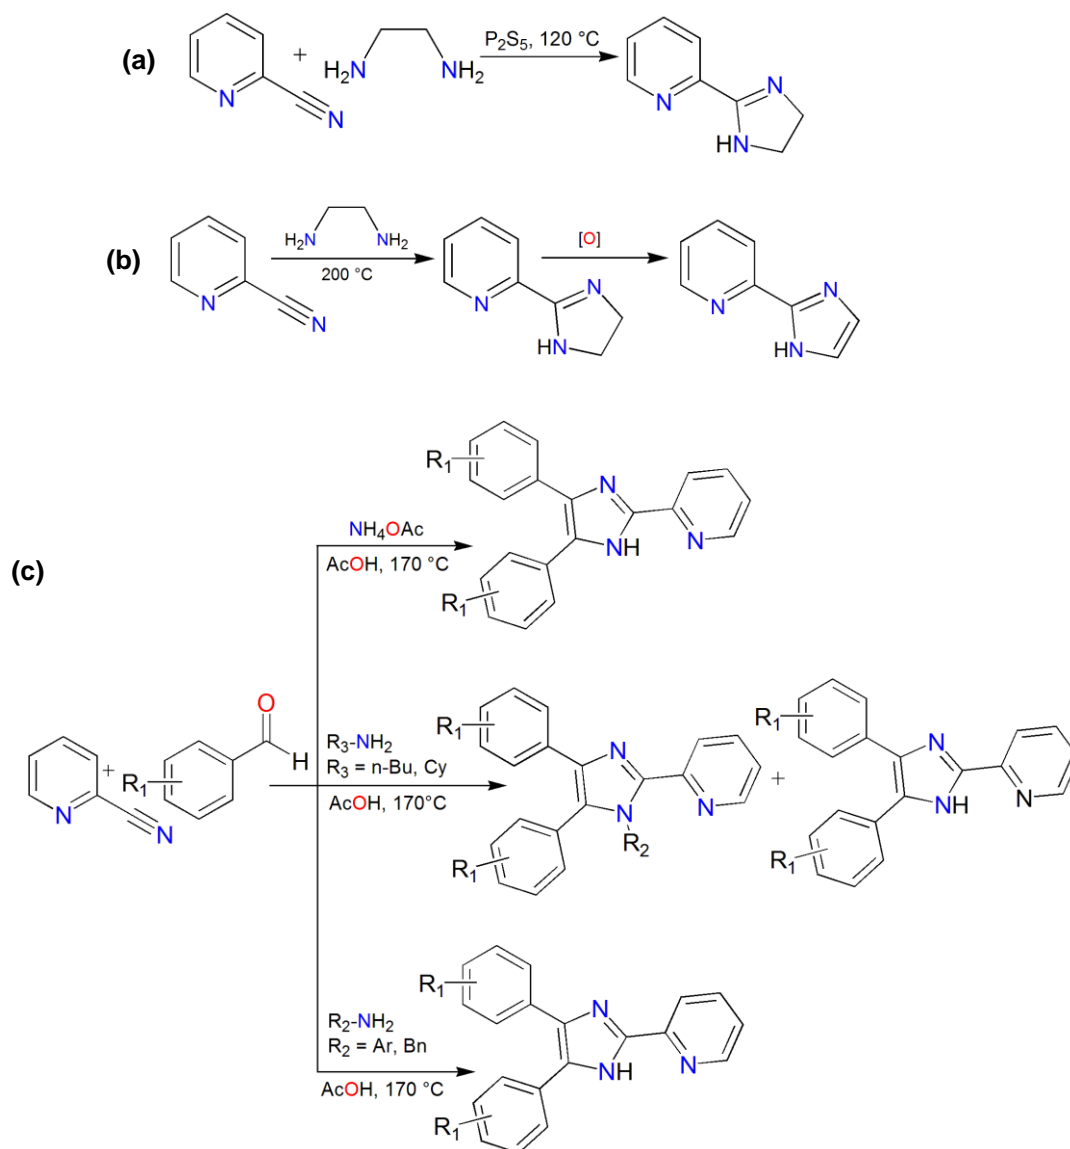 (a)
N
N
+
H₂N
NH₂
P₂S₅, 120 °C
N
N
HN
(b)
N
N
H₂N
NH₂
200 °C
N
N
HN
[O]
N
N
HN
(c)
N
N
+
R₁
O
H
NH₄OAc
AcOH, 170 °C
R₁
R₁
N
NH
N
R₃-NH₂
R₃ = n-Bu, Cy
AcOH, 170°C
R₁
R₁
N
N
R₂
N
+
R₁
R₁
N
NH
N
R₂-NH₂
R₂ = Ar, Bn
AcOH, 170 °C
R₁
R₁
N
NH
N